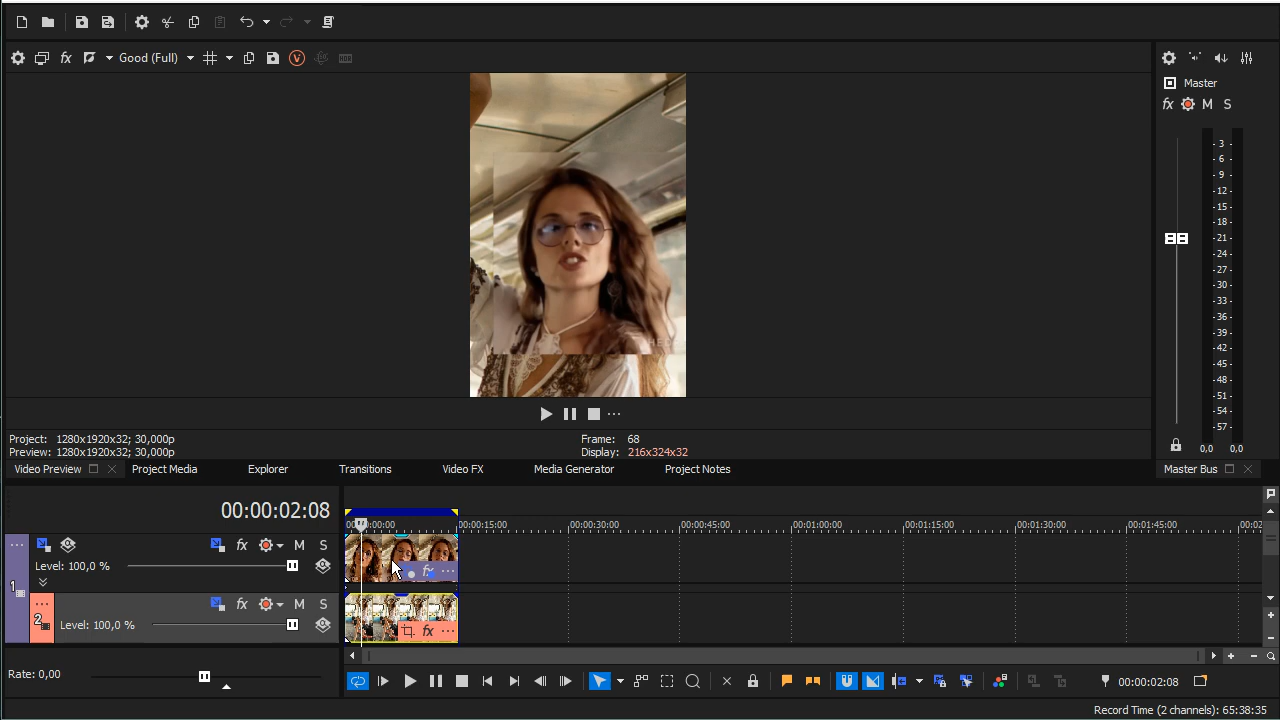 Good (Full)
Master
fx
M
S
3
6
9
12
15
18
21
24
27
30
33
36
39
42
45
48
51
54
57
0,0 0,0
Project: 1280x1920x32; 30,000p
Preview: 1280x1920x32; 30,000p
Frame: 68
Display: 216x324x32
Video Preview
Project Media
Explorer
Transitions
Video FX
Media Generator
Project Notes
Master Bus
00:00:02:08
00:00:15:00
00:00:30:00
00:00:45:00
00:01:00:00
00:01:15:00
00:01:30:00
00:01:45:00
1
fx
M
S
Level: 100,0 %
fx
2
fx
M
S
Level: 100,0 %
fx
Rate: 0,00
00:00:02:08
Record Time (2 channels): 65:38:35